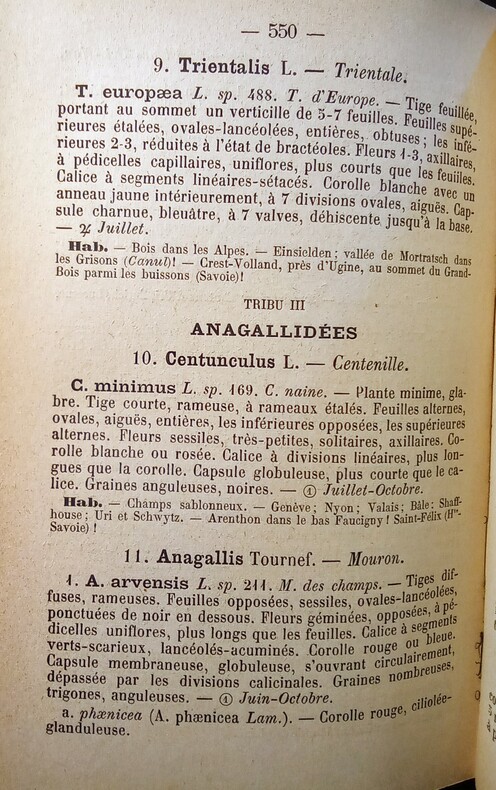 — 550 —
9. Trientalis L. — Trientale.
T. europæa L. sp. 488. T. d'Europe. — Tige feuillée,
portant au sommet un verticille de 5-7 feuilles. Feuilles supé-
rieures étalées, ovales-lancéolées, entières, obtuses ; les infé-
rieures 2-3, réduites à l'état de bractéoles. Fleurs 1-3, axillaires,
à pédicelles capillaires, uniflores, plus courts que les feuilles.
Calice à segments linéaires-sétacés. Corolle blanche avec un
anneau jaune intérieurement, à 7 divisions ovales, aiguës. Cap-
sule charnue, bleuâtre, à 7 valves, déhiscente jusqu'à la base.
— ♃ Juillet.
Hab. — Bois dans les Alpes. — Einsielden ; vallée de Mortratsch dans
les Grisons (Canul)! — Crest-Volland, près d'Ugine, au sommet du Grand-
Bois parmi les buissons (Savoie)!
TRIBU III
ANAGALLIDÉES
10. Centunculus L. — Centenille.
C. minimus L. sp. 169. C. naine. — Plante minime, gla-
bre. Tige courte, rameuse, à rameaux étalés. Feuilles alternes,
ovales, aiguës, entières, les inférieures opposées, les supérieures
alternes. Fleurs sessiles, très-petites, solitaires, axillaires. Co-
rolle blanche ou rosée. Calice à divisions linéaires, plus lon-
gues que la corolle. Capsule globuleuse, plus courte que le ca-
lice. Graines anguleuses, noires. — ① Juillet-Octobre.
Hab. — Champs sablonneux. — Genève ; Nyon ; Valais ; Bâle ; Shaff-
house ; Uri et Schwytz. — Arenthon dans le bas Faucigny ! Saint-Félix (Hte-
Savoie) !
11. Anagallis Tournef. — Mouron.
1. A. arvensis L. sp. 211. M. des champs. — Tiges dif-
fuses, rameuses. Feuilles opposées, sessiles, ovales-lancéolées,
ponctuées de noir en dessous. Fleurs géminées, opposées, à pé-
dicelles uniflores, plus longs que les feuilles. Calice à segments
verts-scarieux, lancéolés-acuminés. Corolle rouge ou bleue.
Capsule membraneuse, globuleuse, s'ouvrant circulairement,
dépassée par les divisions calicinales. Graines nombreuses,
trigones, anguleuses. — ① Juin-Octobre.
a. phænicea (A. phænicea Lam.). — Corolle rouge, ciliolée-
glanduleuse.